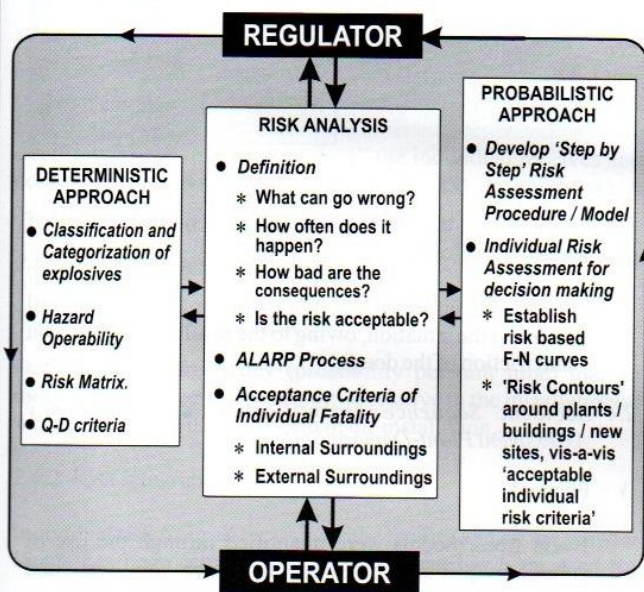 REGULATOR
DETERMINISTIC
APPROACH
● Classification and
Categorization of
explosives
● Hazard
Operability
● Risk Matrix.
● Q-D criteria
RISK ANALYSIS
● Definition
* What can go wrong?
* How often does it
happen?
* How bad are the
consequences?
* Is the risk acceptable?
● ALARP Process
● Acceptance Criteria of
Individual Fatality
* Internal Surroundings
* External Surroundings
PROBABILISTIC
APPROACH
● Develop ‘Step by
Step’ Risk
Assessment
Procedure / Model
● Individual Risk
Assessment for
decision making
* Establish
risk based
F-N curves
* 'Risk Contours'
around plants /
buildings / new
sites, vis-a-vis
‘acceptable
individual
risk criteria’
OPERATOR